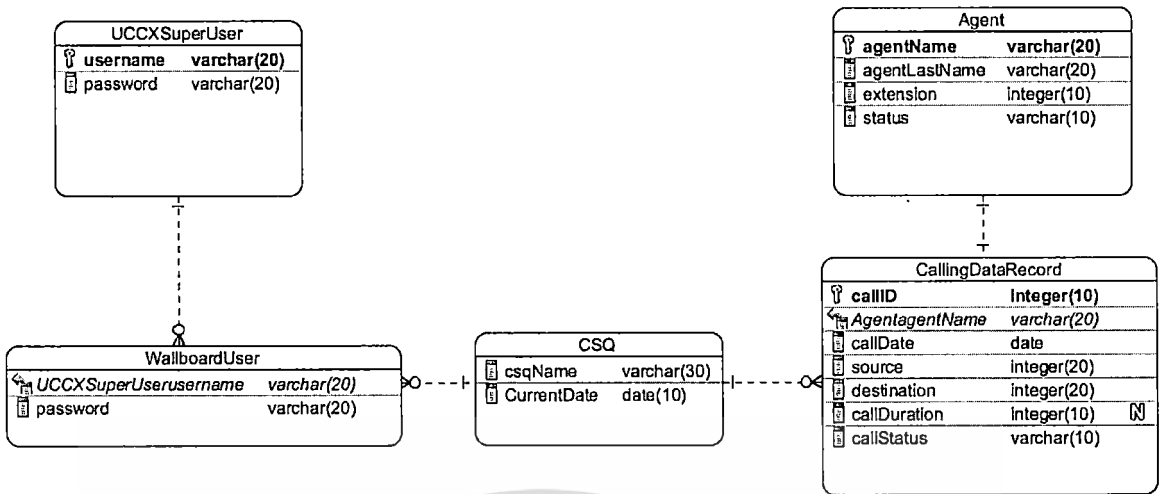 UCCXSuperUser
username varchar(20)
password varchar(20)
Agent
agentName varchar(20)
agentLastName varchar(20)
extension integer(10)
status varchar(10)
WallboardUser
UCCXSuperUserusername varchar(20)
password varchar(20)
CSQ
csqName varchar(30)
CurrentDate date(10)
CallingDataRecord
callID integer(10)
AgentagentName varchar(20)
callDate date
source integer(20)
destination integer(20)
callDuration integer(10) N
callStatus varchar(10)